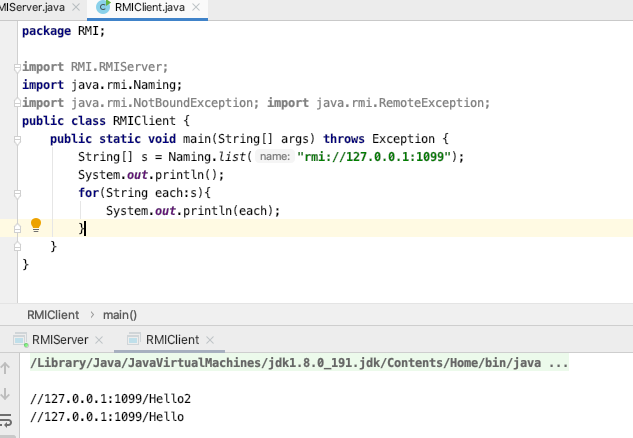 MIServer.java × RMIClient.java ×
package RMI;
import RMI.RMIServer;
import java.rmi.Naming;
import java.rmi.NotBoundException; import java.rmi.RemoteException;
public class RMIClient {
public static void main(String[] args) throws Exception {
String[] s = Naming.list( name: "rmi://127.0.0.1:1099");
System.out.println();
for(String each:s){
System.out.println(each);
}
}
}
RMIClient > main()
RMIServer × RMIClient ×
/Library/Java/JavaVirtualMachines/jdk1.8.0_191.jdk/Contents/Home/bin/java ...
//127.0.0.1:1099/Hello2
//127.0.0.1:1099/Hello